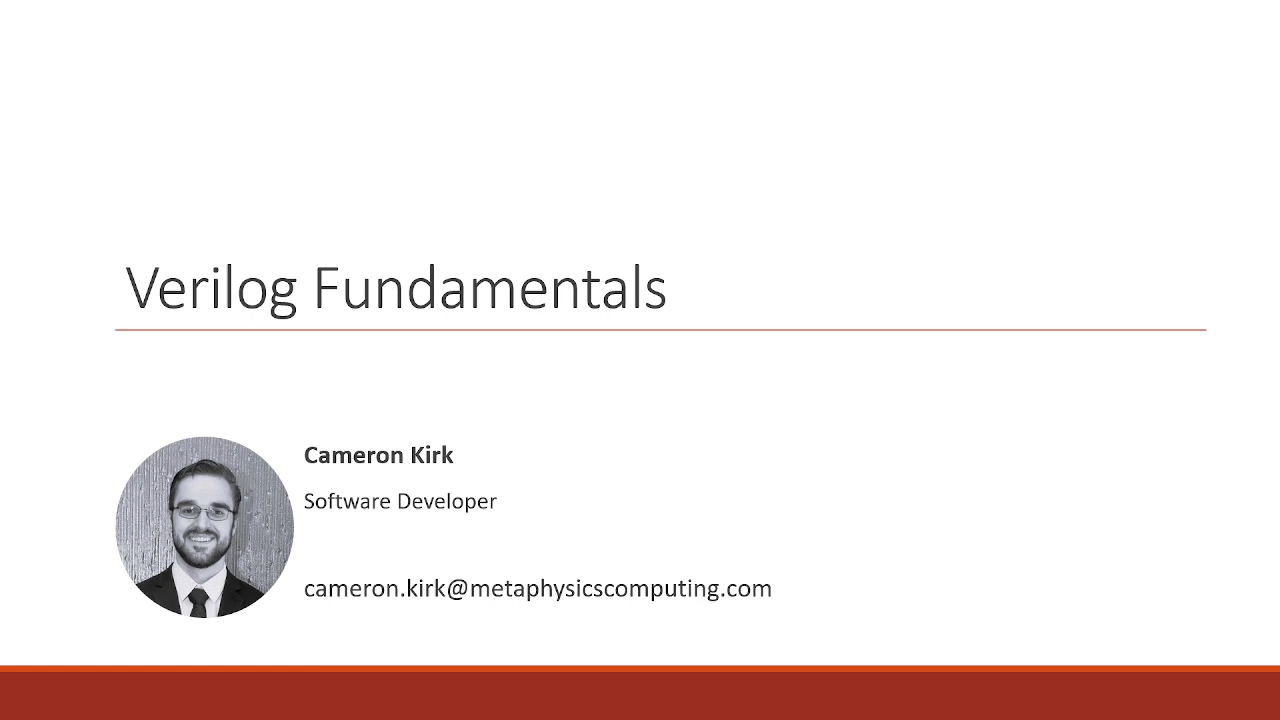 Verilog Fundamentals
Cameron Kirk
Software Developer
cameron.kirk@metaphysicscomputing.com